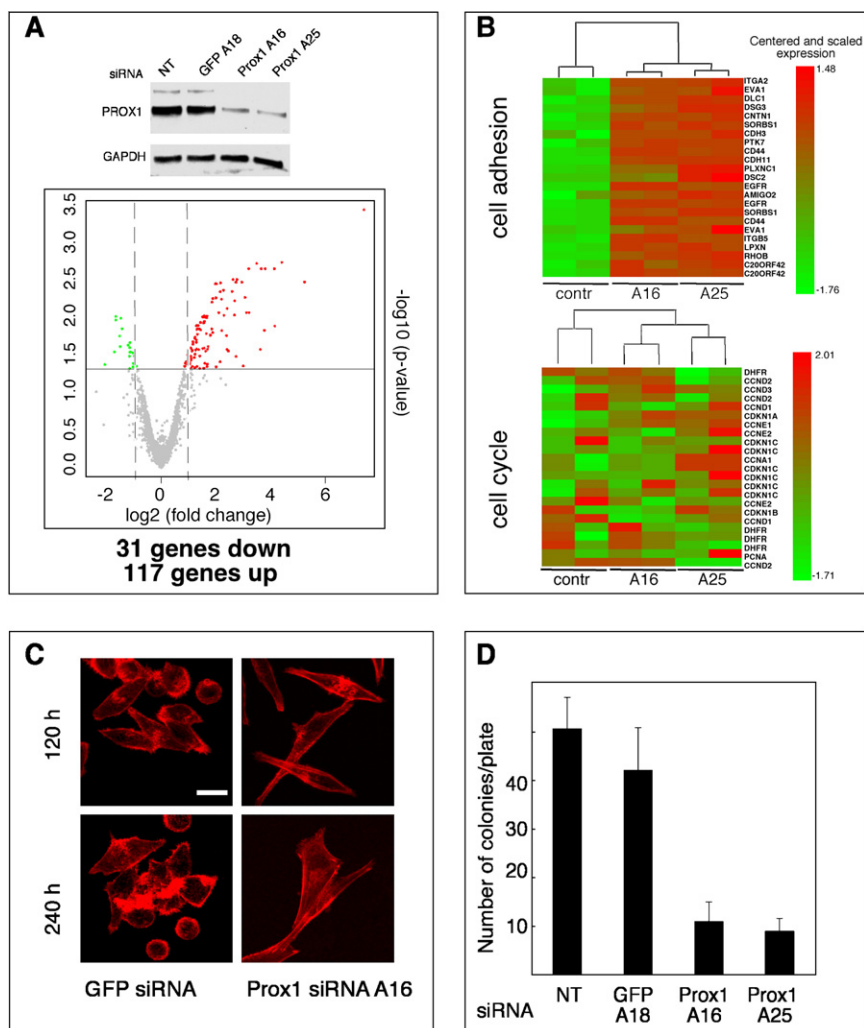 A
siRNA
NT
GFP A18
Prox1 A16
Prox1 A25
PROX1
GAPDH
3.5
3.0
2.5
2.0
1.5
1.0
0.5
0.0
-log10 (p-value)
-2
0
2
4
6
log2 (fold change)
31 genes down
117 genes up
B
Centered and scaled
expression
1.48
-1.76
cell adhesion
ITGA2
EVA1
DLC1
DSG3
CNTN1
SORBS1
CDH3
PTK7
CD44
CDH11
PLXNC1
DSC2
EGFR
AMIGO2
EGFR
SORBS1
CD44
EVA1
ITGB5
LPXN
RHOB
C20ORF42
C20ORF42
contr
A16
A25
cell cycle
2.01
-1.71
DHFR
CCND2
CCND3
CCND2
CCND1
CDKN1A
CCNE1
CCNE2
CDKN1C
CDKN1C
CCNA1
CDKN1C
CDKN1C
CDKN1C
CDKN1C
CCNE2
CDKN1B
CCND1
DHFR
DHFR
DHFR
PCNA
CCND2
contr
A16
A25
C
120 h
240 h
GFP siRNA
Prox1 siRNA A16
D
Number of colonies/plate
40
30
20
10
siRNA
NT
GFP
A18
Prox1
A16
Prox1
A25